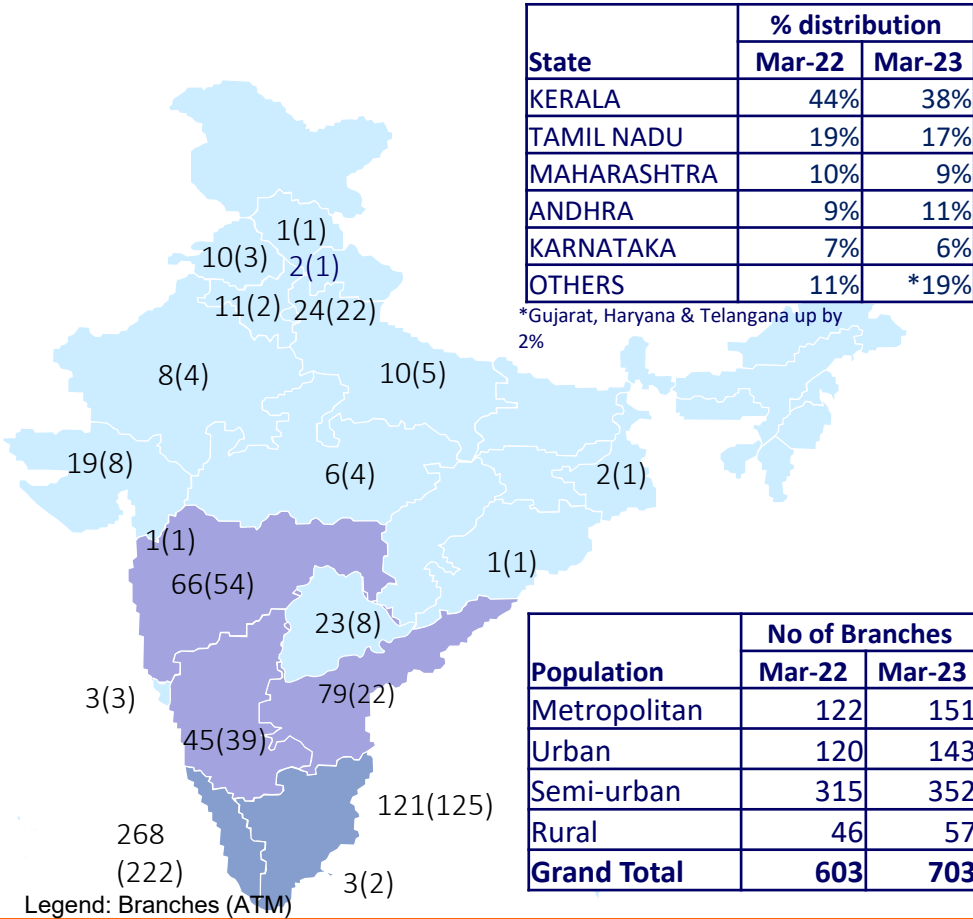 % distribution
State Mar-22 Mar-23
KERALA 44% 38%
TAMIL NADU 19% 17%
MAHARASHTRA 10% 9%
ANDHRA 9% 11%
KARNATAKA 7% 6%
OTHERS 11% *19%
*Gujarat, Haryana & Telangana up by
2%
1(1)
10(3)
2(1)
11(2)
24(22)
8(4)
10(5)
19(8)
6(4)
2(1)
1(1)
1(1)
66(54)
23(8)
3(3)
79(22)
45(39)
121(125)
268
(222)
3(2)
Legend: Branches (ATM)
No of Branches
Population Mar-22 Mar-23
Metropolitan 122 151
Urban 120 143
Semi-urban 315 352
Rural 46 57
Grand Total 603 703